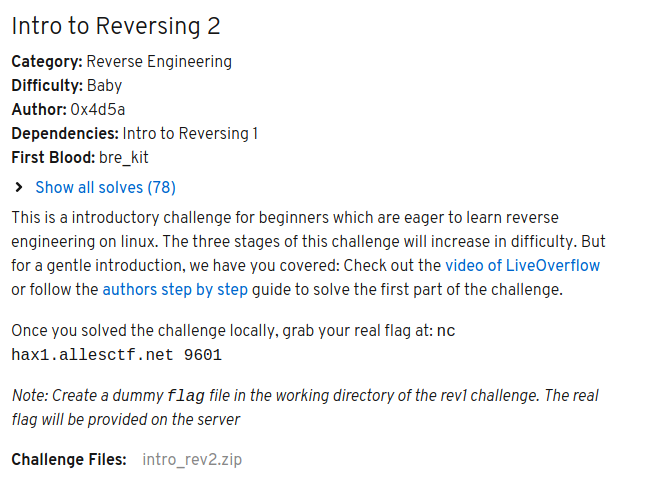 Intro to Reversing 2
Category: Reverse Engineering
Difficulty: Baby
Author: 0x4d5a
Dependencies: Intro to Reversing 1
First Blood: bre_kit
Show all solves (78)
This is a introductory challenge for beginners which are eager to learn reverse
engineering on linux. The three stages of this challenge will increase in difficulty. But
for a gentle introduction, we have you covered: Check out the video of LiveOverflow
or follow the authors step by step guide to solve the first part of the challenge.
Once you solved the challenge locally, grab your real flag at: nc
hax1.allesctf.net 9601
Note: Create a dummy flag file in the working directory of the rev1 challenge. The real
flag will be provided on the server
Challenge Files: intro_rev2.zip